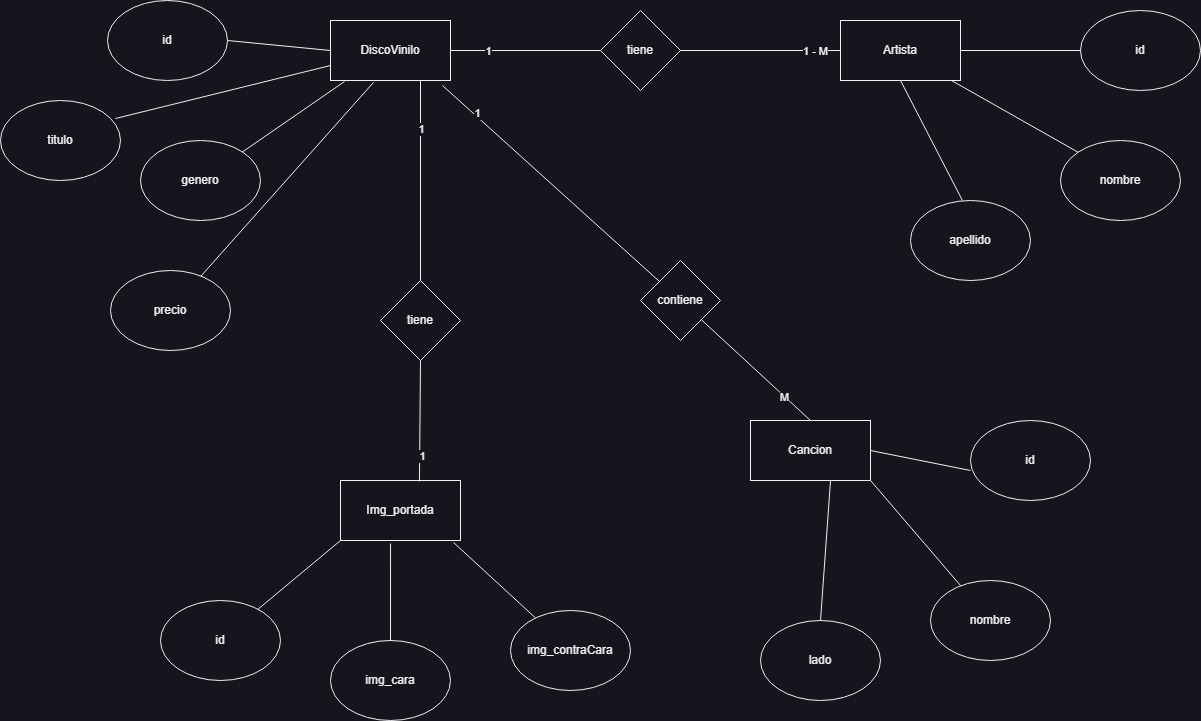 id
DiscoVinilo
1
tiene
1 - M
Artista
id
titulo
genero
1
1
nombre
apellido
precio
tiene
contiene
M
1
Cancion
id
Img_portada
id
img_cara
img_contraCara
lado
nombre